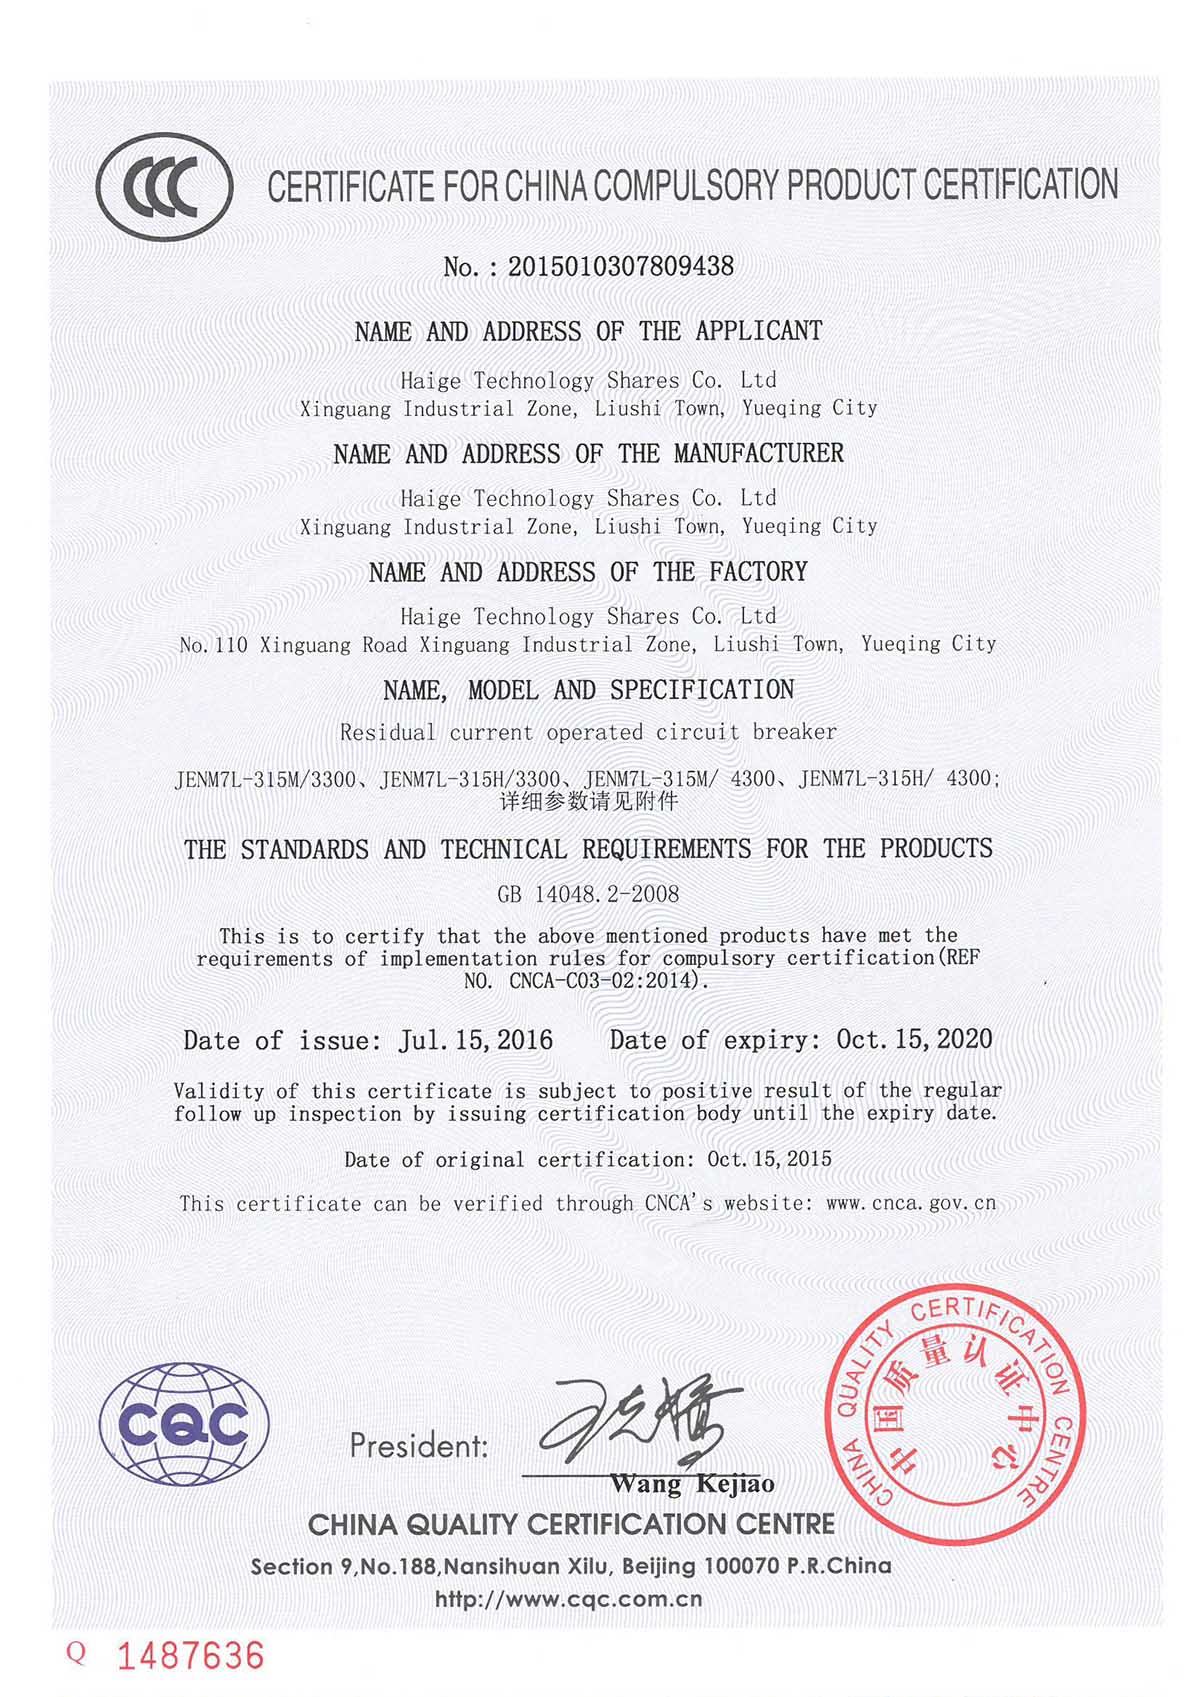 CCC
CERTIFICATE FOR CHINA COMPULSORY PRODUCT CERTIFICATION
No. : 2015010307809438
NAME AND ADDRESS OF THE APPLICANT
Haige Technology Shares Co. Ltd
Xinguang Industrial Zone, Liushi Town, Yueqing City
NAME AND ADDRESS OF THE MANUFACTURER
Haige Technology Shares Co. Ltd
Xinguang Industrial Zone, Liushi Town, Yueqing City
NAME AND ADDRESS OF THE FACTORY
Haige Technology Shares Co. Ltd
No.110 Xinguang Road Xinguang Industrial Zone, Liushi Town, Yueqing City
NAME, MODEL AND SPECIFICATION
Residual current operated circuit breaker
JENM7L-315M/3300、JENM7L-315H/3300、JENM7L-315M/ 4300、JENM7L-315H/ 4300;
详细参数请见附件
THE STANDARDS AND TECHNICAL REQUIREMENTS FOR THE PRODUCTS
GB 14048.2-2008
This is to certify that the above mentioned products have met the
requirements of implementation rules for compulsory certification(REF
NO. CNCA-C03-02:2014).
Date of issue: Jul.15,2016 Date of expiry: Oct.15,2020
Validity of this certificate is subject to positive result of the regular
follow up inspection by issuing certification body until the expiry date.
Date of original certification: Oct.15,2015
This certificate can be verified through CNCA's website: www.cnca.gov.cn
CHINA QUALITY CERTIFICATION CENTRE
中国质量认证中心
CQC
President:
王克娇
Wang Kejiao
CHINA QUALITY CERTIFICATION CENTRE
Section 9,No.188,Nansihuan Xilu, Beijing 100070 P.R.China
http://www.cqc.com.cn
Q 1487636